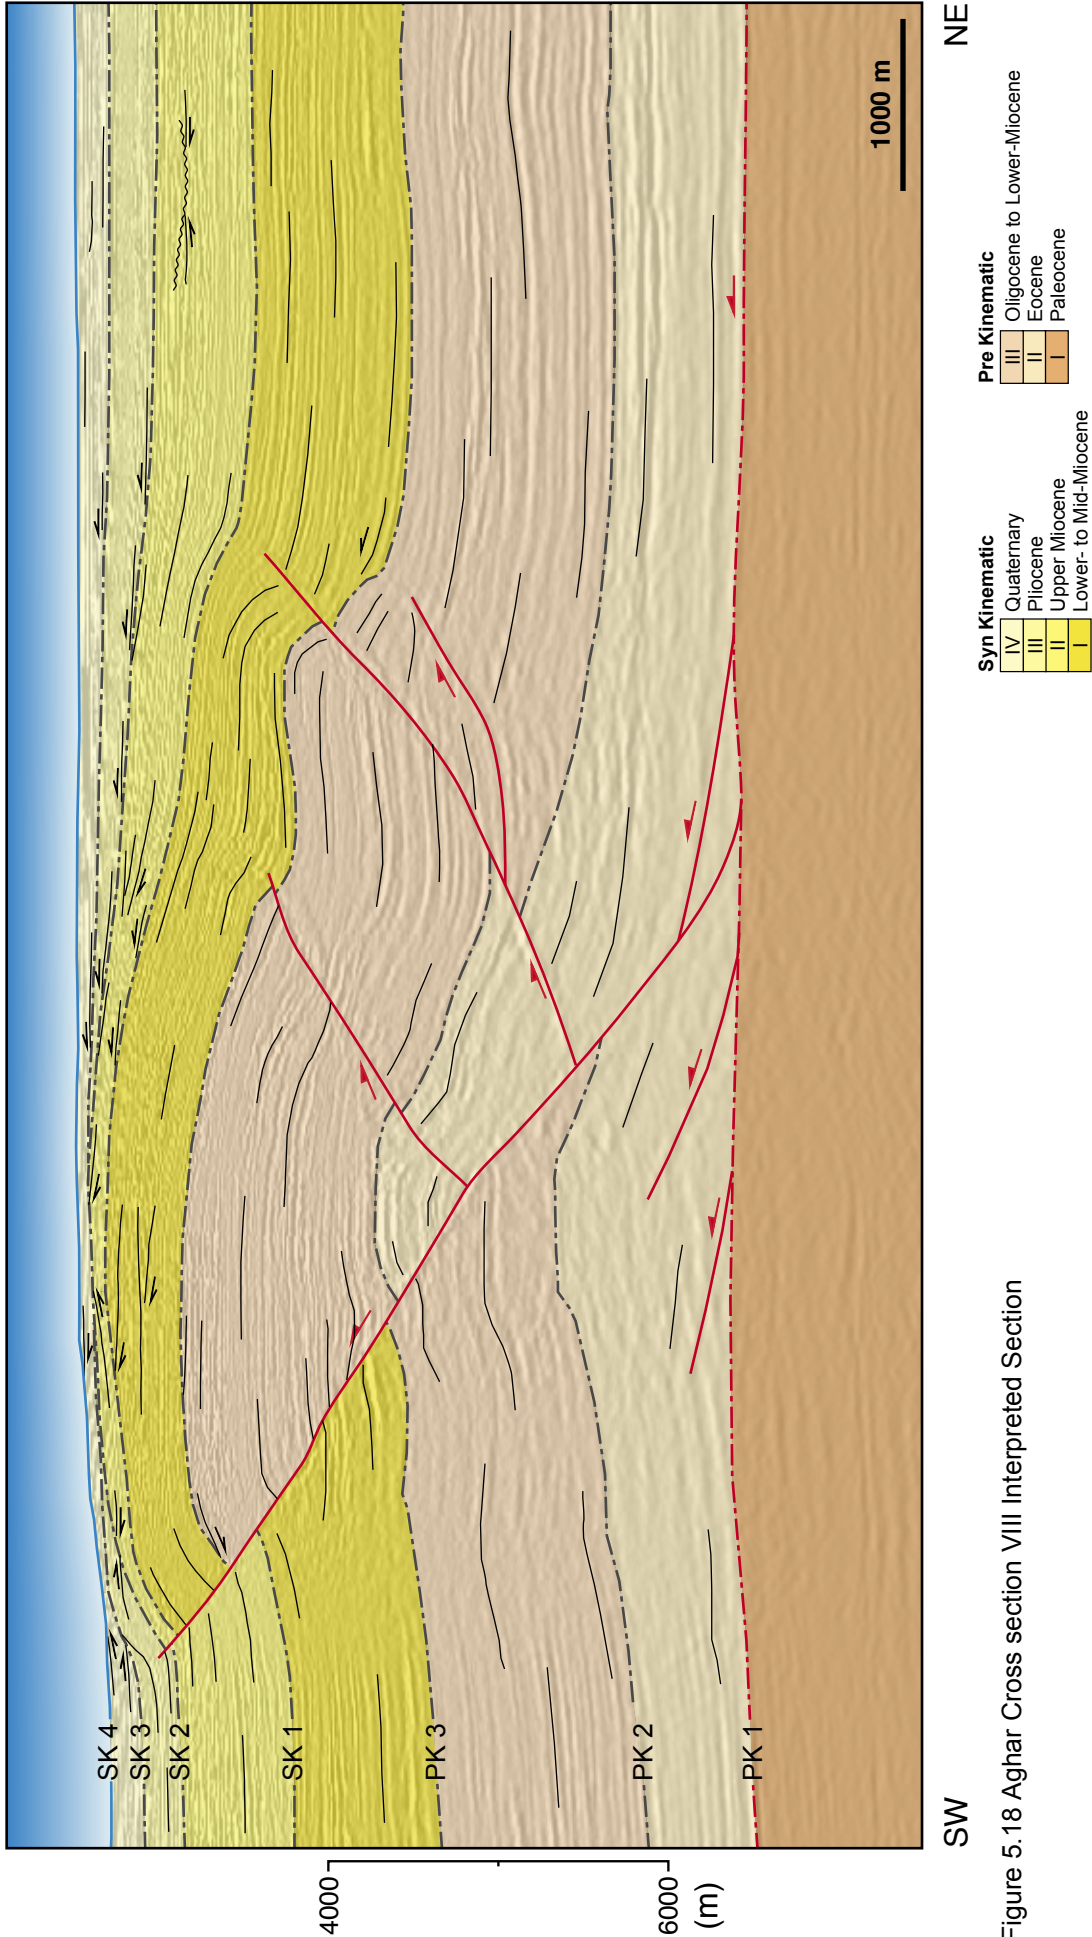 SK 4
SK 3
SK 2
SK 1
PK 3
PK 2
PK 1
4000
6000
(m)
1000 m
SW
NE
Syn Kinematic
IV Quaternary
III Pliocene
II Upper Miocene
I Lower- to Mid-Miocene
Pre Kinematic
III Oligocene to Lower-Miocene
II Eocene
I Paleocene
Figure 5.18 Aghar Cross section VIII Interpreted Section